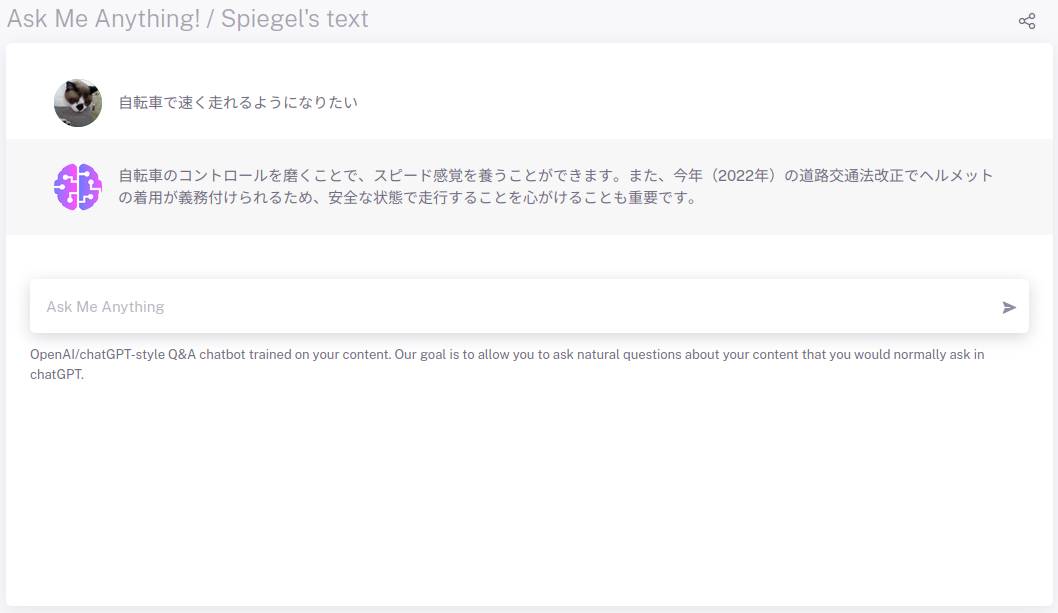 Ask Me Anything! / Spiegel's text
自転車で速く走れるようになりたい
自転車のコントロールを磨くことで、スピード感覚を養うことができます。また、今年（2022年）の道路交通法改正でヘルメット
の着用が義務付けられるため、安全な状態で走行することを心がけることも重要です。
Ask Me Anything
OpenAI/chatGPT-style Q&A chatbot trained on your content. Our goal is to allow you to ask natural questions about your content that you would normally ask in
chatGPT.